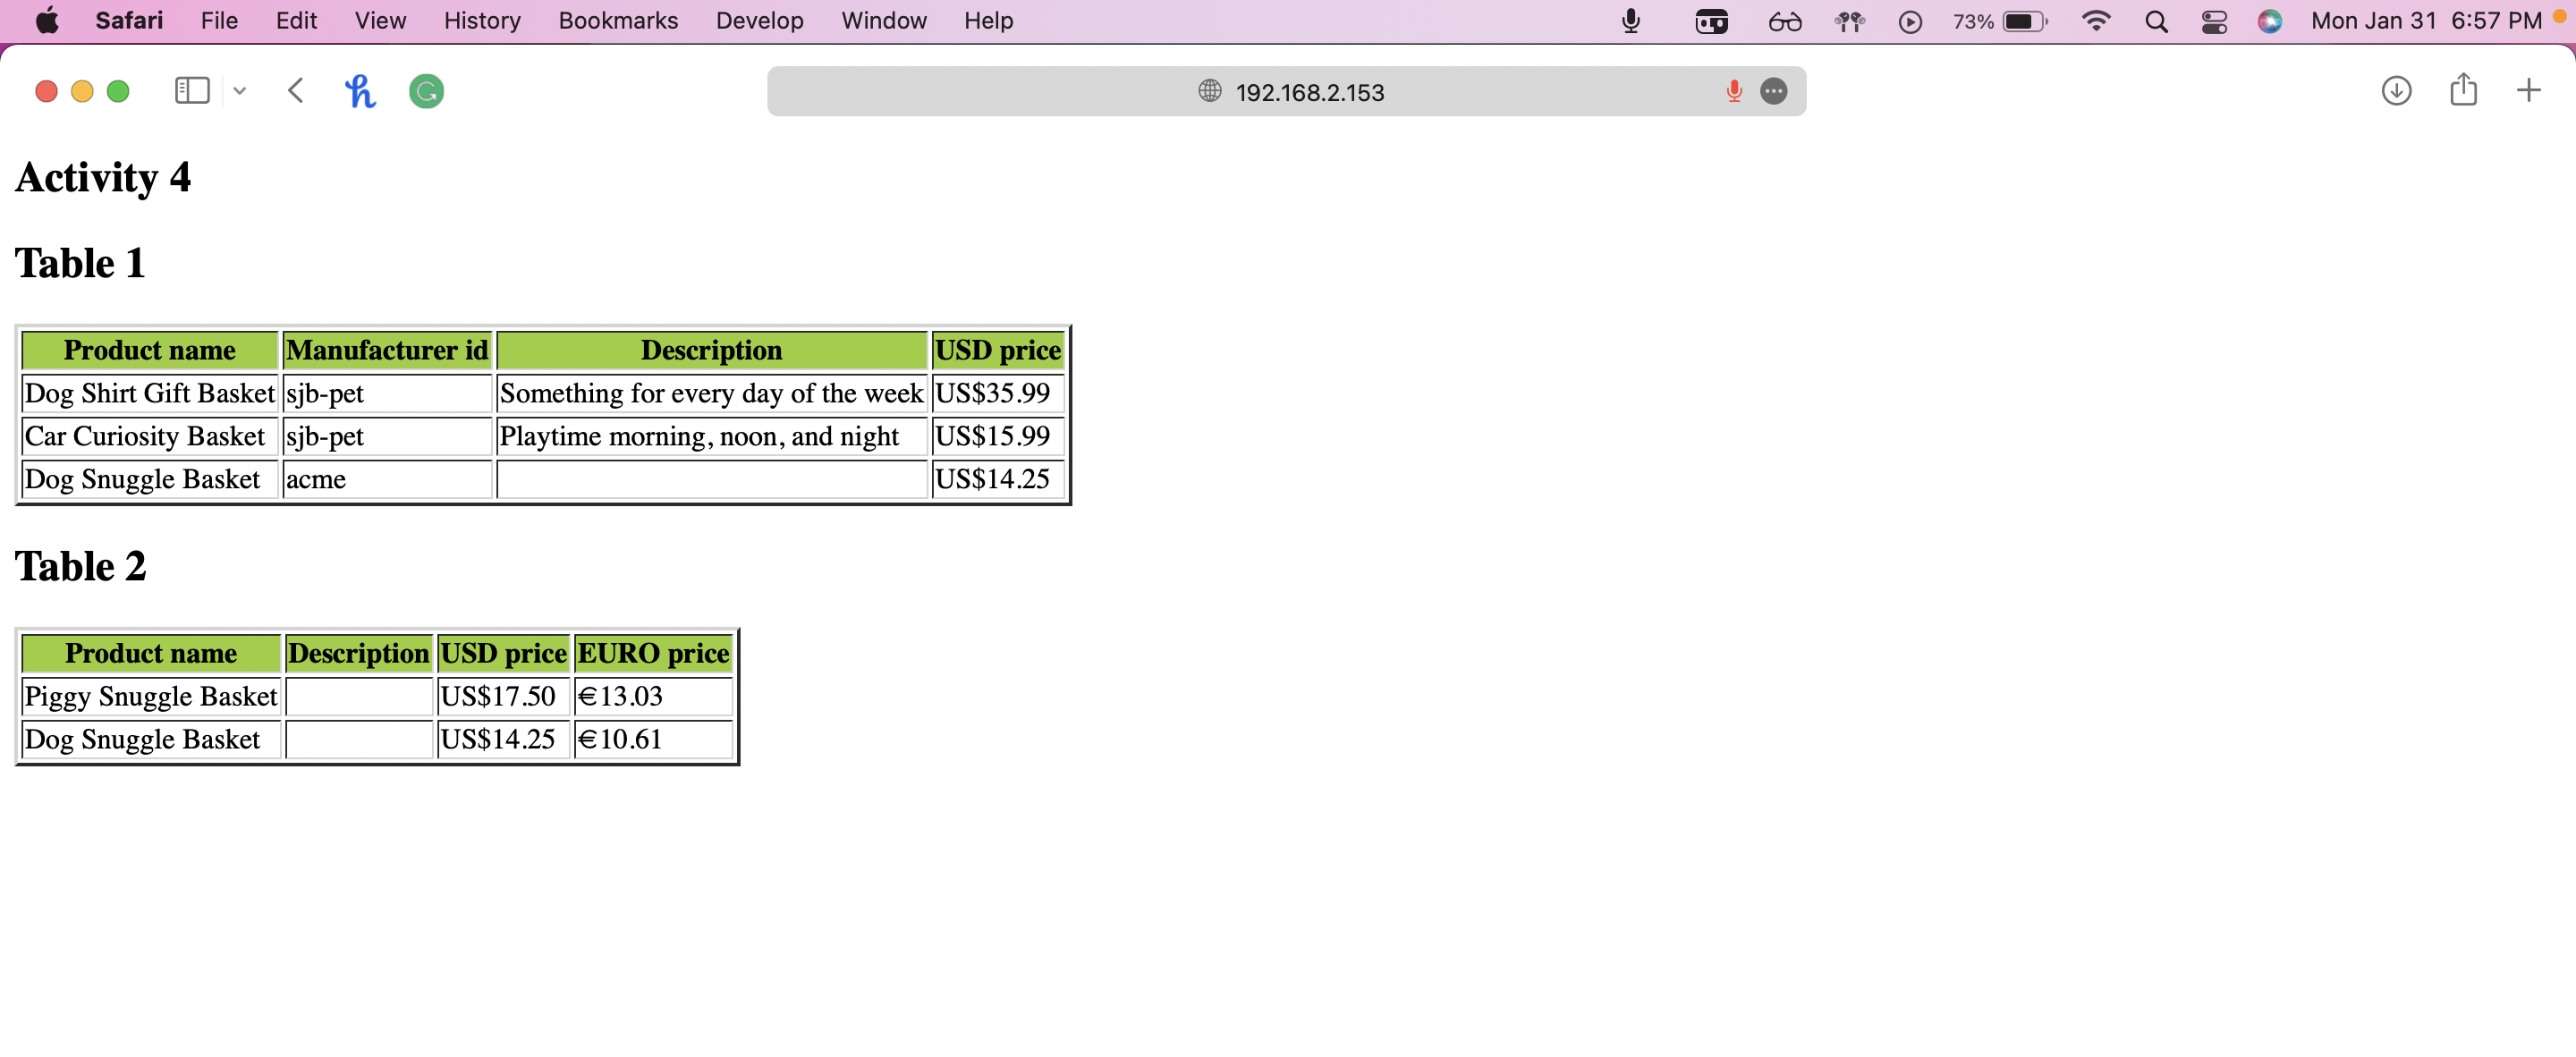 Safari File Edit View History Bookmarks Develop Window Help 73% Mon Jan 31 6:57 PM
192.168.2.153
Activity 4
Table 1
Product name Manufacturer id Description USD price
Dog Shirt Gift Basket sjb-pet Something for every day of the week US$35.99
Car Curiosity Basket sjb-pet Playtime morning, noon, and night US$15.99
Dog Snuggle Basket acme US$14.25
Table 2
Product name Description USD price EURO price
Piggy Snuggle Basket US$17.50 €13.03
Dog Snuggle Basket US$14.25 €10.61